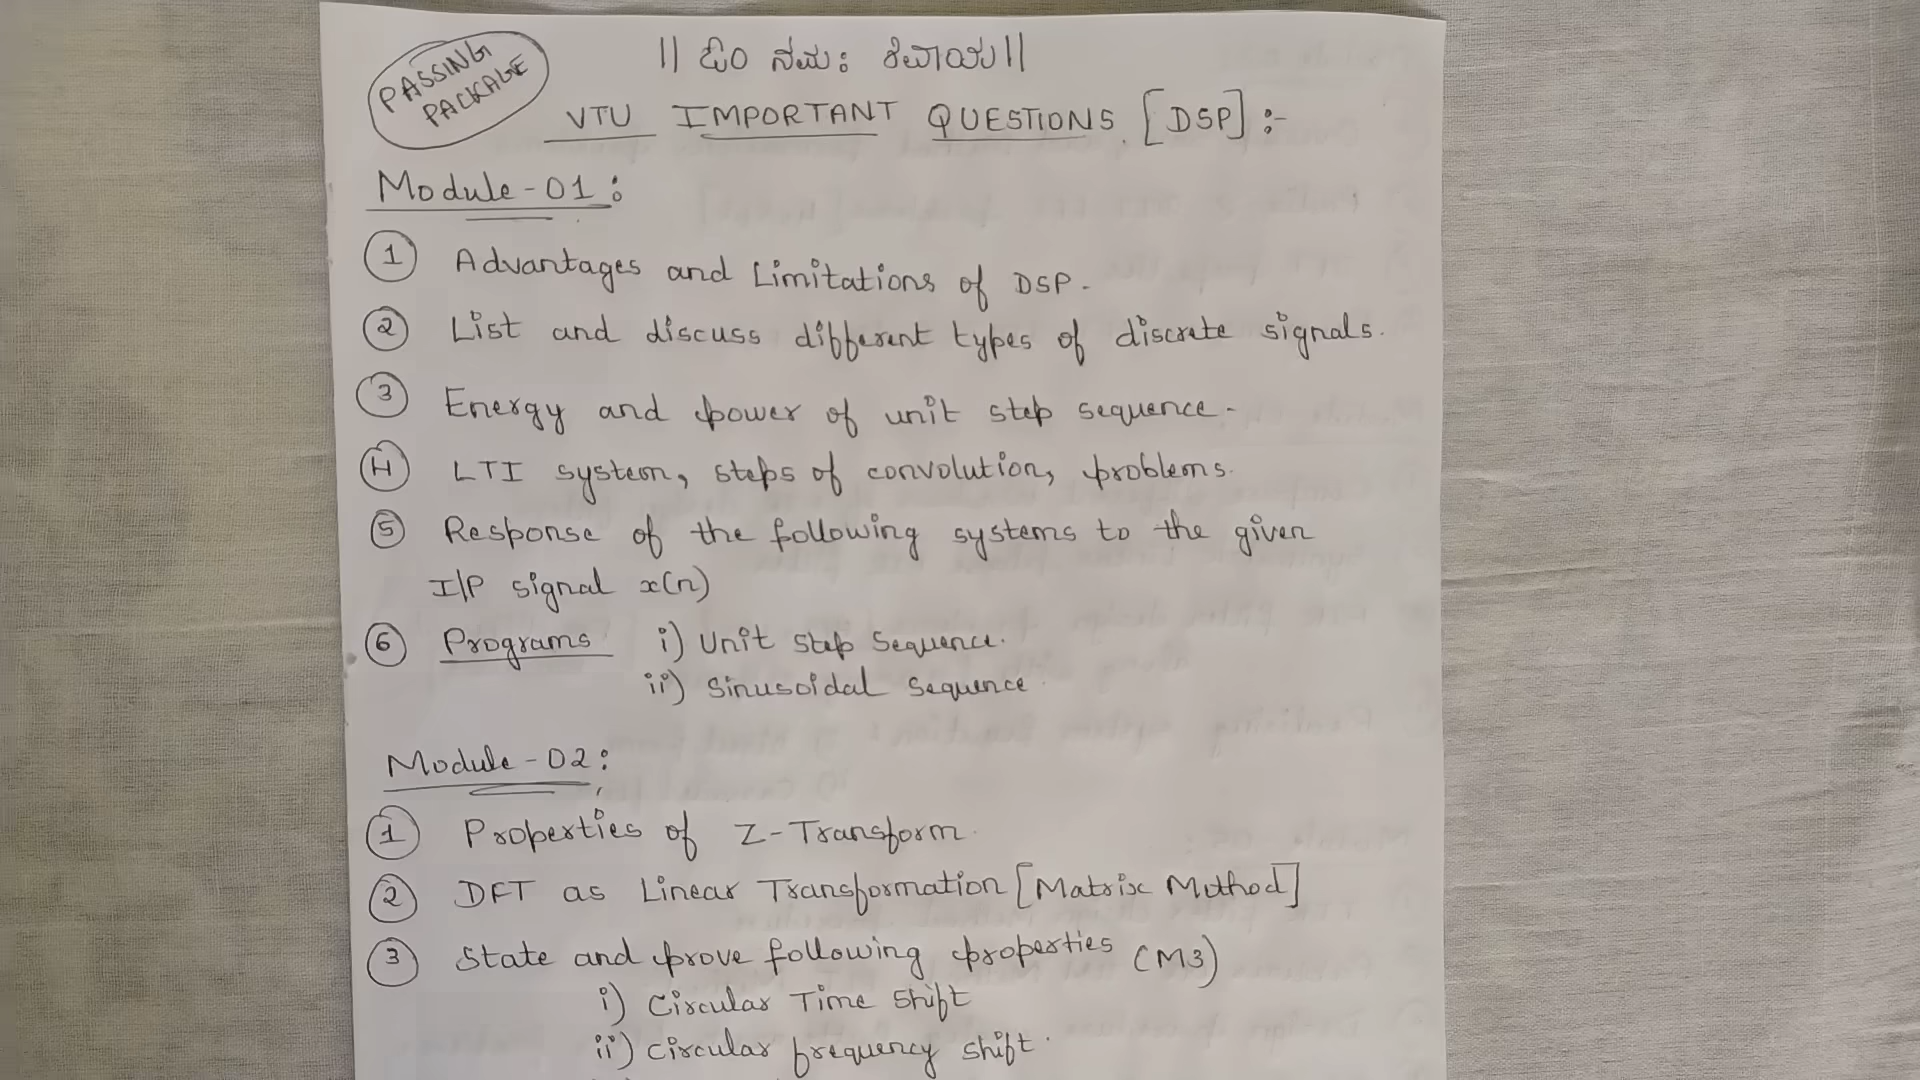 PASSING
PACKAGE
|| ಓಂ ನಮಃ ಶಿವಾಯ ||
VTU IMPORTANT QUESTIONS [DSP] :-
Module-01 :
1 Advantages and Limitations of DSP.
2 List and discuss different types of discrete signals.
3 Energy and power of unit step sequence.
4 LTI system, steps of convolution, problems.
5 Response of the following systems to the given
I/P signal x(n)
6 Programs i) Unit step sequence.
ii) sinusoidal sequence
Module-02 :
1 Properties of Z-Transform
2 DFT as Linear Transformation [Matrix Method]
3 State and prove following properties (M3)
i) Circular Time shift
ii) Circular frequency shift.